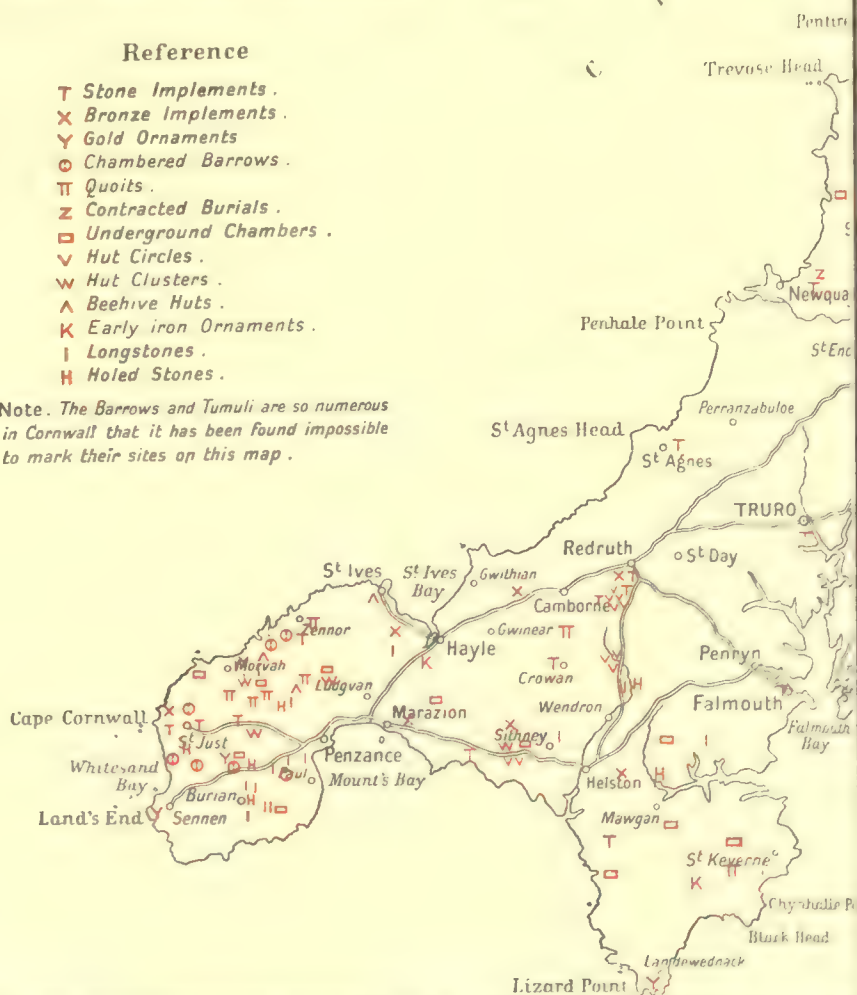 Reference
T Stone Implements .
X Bronze Implements .
Y Gold Ornaments
Chambered Barrows .
Quoits .
Z Contracted Burials .
Underground Chambers .
V Hut Circles .
W Hut Clusters .
Λ Beehive Huts .
K Early iron Ornaments .
I Longstones .
H Holed Stones .
Note . The Barrows and Tumuli are so numerous
in Cornwall that it has been found impossible
to mark their sites on this map .
Trevose Head
Newqua
Penhale Point
St Agnes Head
Perranzabuloe
St Agnes
TRURO
Redruth
St Day
St Ives
St Ives
Bay
Gwithian
Camborne
Zennor
Hayle
Gwinear
Morvah
Ludgvan
Crowan
Penryn
Cape Cornwall
Marazion
Wendron
Falmouth
St Just
Sithney
Falmouth
Bay
Penzance
Whitesand
Bay
Paul
Mount's Bay
Helston
Burian
Land's End
Sennen
Mawgan
St Keverne
Black Head
Landewednack
Lizard Point